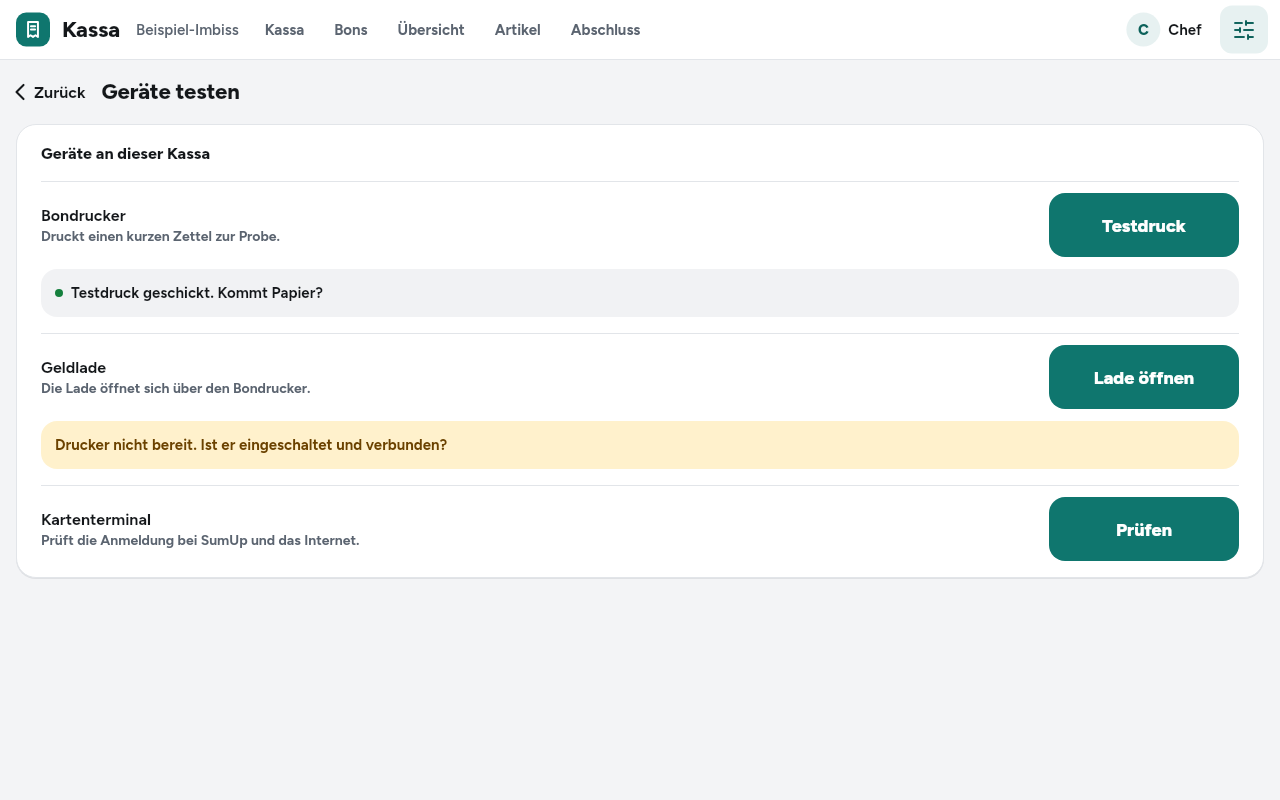 Kassa
Beispiel-Imbiss
Kassa
Bons
Übersicht
Artikel
Abschluss
C
Chef
Zurück
Geräte testen
Geräte an dieser Kassa
Bondrucker
Druckt einen kurzen Zettel zur Probe.
Testdruck
Testdruck geschickt. Kommt Papier?
Geldlade
Die Lade öffnet sich über den Bondrucker.
Lade öffnen
Drucker nicht bereit. Ist er eingeschaltet und verbunden?
Kartenterminal
Prüft die Anmeldung bei SumUp und das Internet.
Prüfen